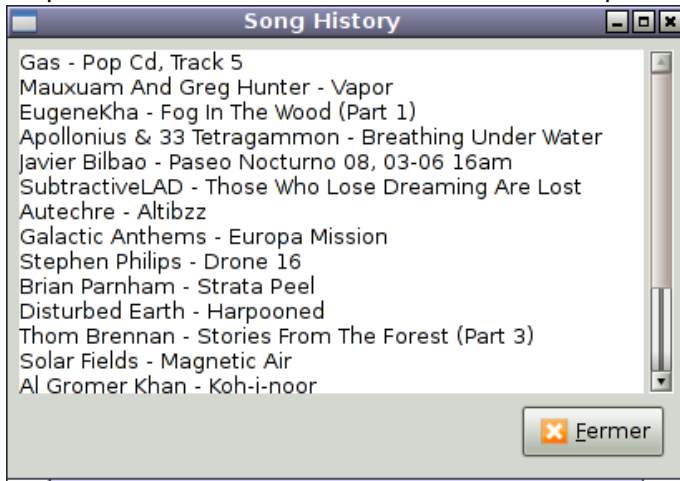 Song History
Gas - Pop Cd, Track 5
Mauxuam And Greg Hunter - Vapor
EugeneKha - Fog In The Wood (Part 1)
Apollonius & 33 Tetragammon - Breathing Under Water
Javier Bilbao - Paseo Nocturno 08, 03-06 16am
SubtractiveLAD - Those Who Lose Dreaming Are Lost
Autechre - Altibzz
Galactic Anthems - Europa Mission
Stephen Philips - Drone 16
Brian Parnham - Strata Peel
Disturbed Earth - Harpooned
Thom Brennan - Stories From The Forest (Part 3)
Solar Fields - Magnetic Air
Al Gromer Khan - Koh-i-noor
Fermer